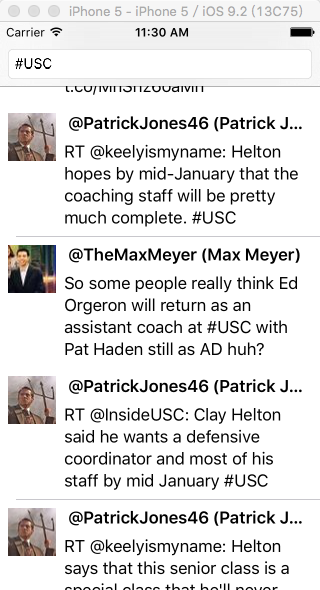 iPhone 5 - iPhone 5 / iOS 9.2 (13C75)
Carrier 11:30 AM
#USC
@PatrickJones46 (Patrick J...
RT @keelyismyname: Helton
hopes by mid-January that the
coaching staff will be pretty
much complete. #USC
@TheMaxMeyer (Max Meyer)
So some people really think Ed
Orgeron will return as an
assistant coach at #USC with
Pat Haden still as AD huh?
@PatrickJones46 (Patrick J...
RT @InsideUSC: Clay Helton
said he wants a defensive
coordinator and most of his
staff by mid January #USC
@PatrickJones46 (Patrick J...
RT @keelyismyname: Helton
says that this senior class is a
special class that he'll never